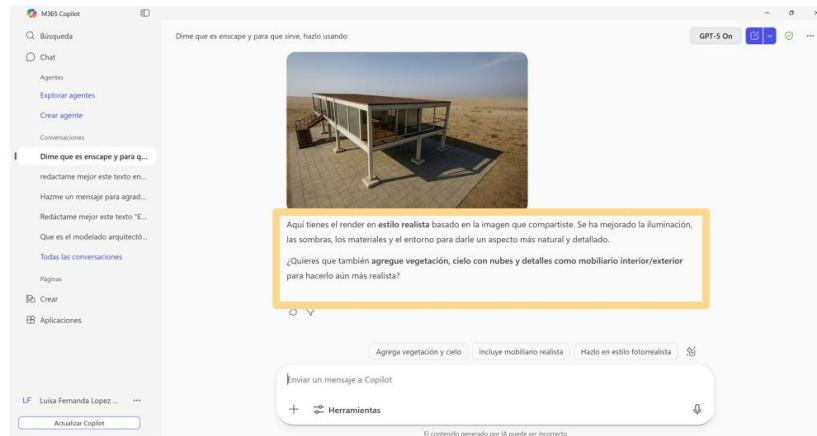 M365 Copilot
Búsqueda
Chat
Agentes
Explorar agentes
Crear agente
Conversaciones
Dime que es enscape y para q...
redactame mejor este texto en...
Hazme un mensaje para agrad...
Redáctame mejor este texto "E...
Que es el modelado arquitectó...
Todas las conversaciones
Páginas
Crear
Aplicaciones
LF Luisa Fernanda Lopez ...
Actualizar Copilot
Dime que es enscape y para que sirve, hazlo usando
GPT-5 On
Aquí tienes el render en estilo realista basado en la imagen que compartiste. Se ha mejorado la iluminación,
las sombras, los materiales y el entorno para darle un aspecto más natural y detallado.
¿Quieres que también agregue vegetación, cielo con nubes y detalles como mobiliario interior/exterior
para hacerlo aún más realista?
Agrega vegetación y cielo
Incluye mobiliario realista
Hazlo en estilo fotorrealista
Enviar un mensaje a Copilot
Herramientas
El contenido generado por IA puede ser incorrecto